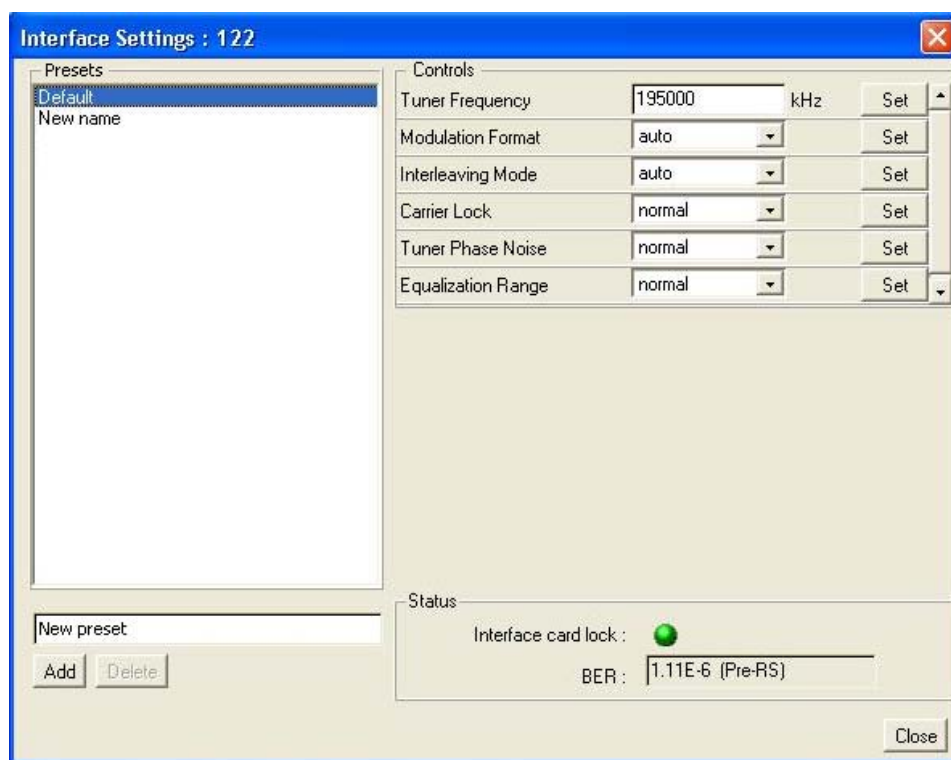 Interface Settings : 122
Presets
Default
New name
New preset
Add Delete
Controls
Tuner Frequency 195000 kHz Set
Modulation Format auto Set
Interleaving Mode auto Set
Carrier Lock normal Set
Tuner Phase Noise normal Set
Equalization Range normal Set
Status
Interface card lock :
BER : 1.11E-6 (Pre-RS)
Close